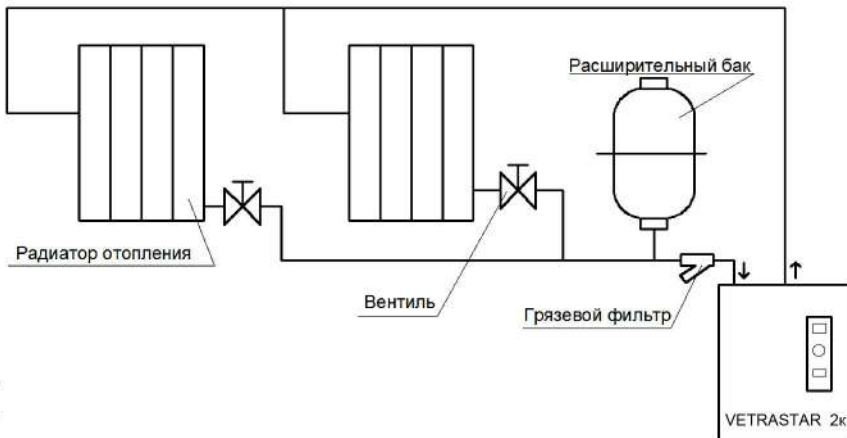 Расширительный бак
Радиатор отопления
Вентиль
Грязевой фильтр
VETRASTAR 2к